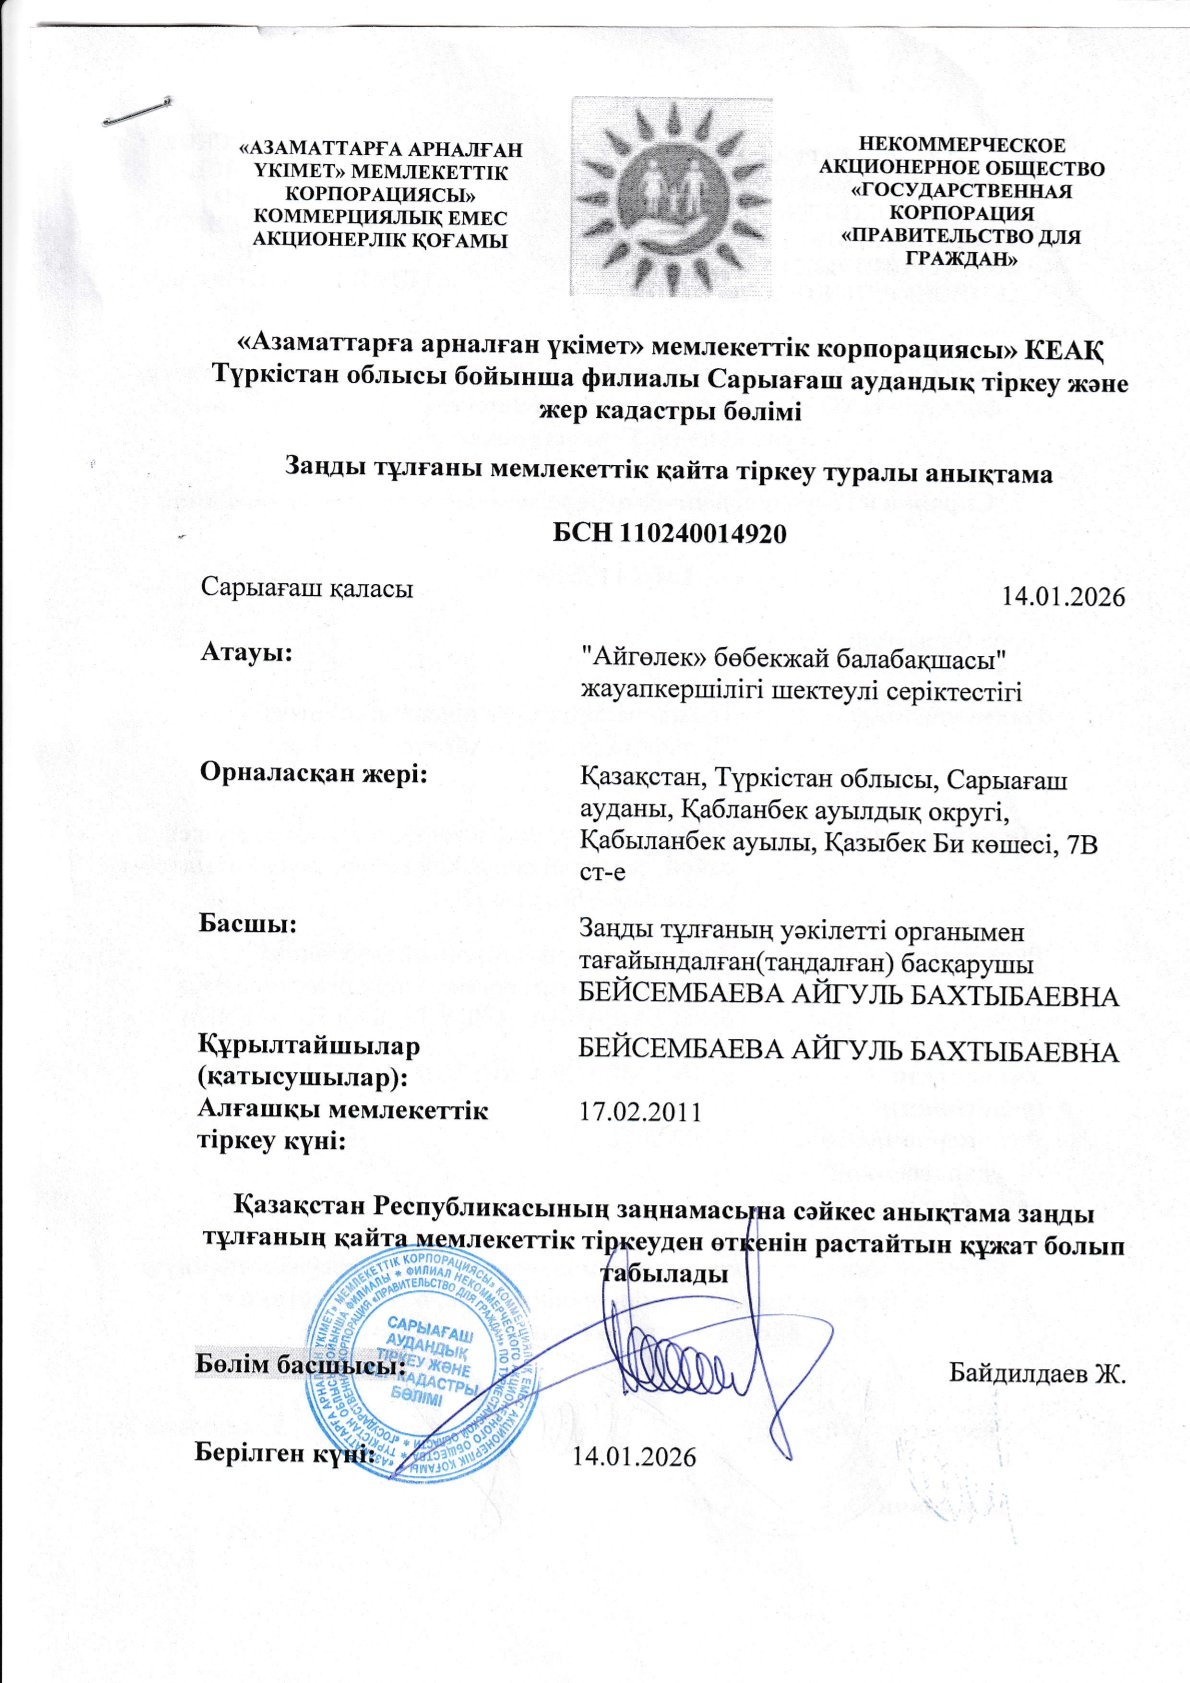 «АЗАМАТТАРҒА АРНАЛҒАН
ҮКІМЕТ» МЕМЛЕКЕТТІК
КОРПОРАЦИЯСЫ»
КОММЕРЦИЯЛЫҚ ЕМЕС
АКЦИОНЕРЛІК ҚОҒАМЫ
НЕКОММЕРЧЕСКОЕ
АКЦИОНЕРНОЕ ОБЩЕСТВО
«ГОСУДАРСТВЕННАЯ
КОРПОРАЦИЯ
«ПРАВИТЕЛЬСТВО ДЛЯ
ГРАЖДАН»
«Азаматтарға арналған үкімет» мемлекеттік корпорациясы» КЕАҚ
Түркістан облысы бойынша филиалы Сарыағаш аудандық тіркеу және
жер кадастры бөлімі
Заңды тұлғаны мемлекеттік қайта тіркеу туралы анықтама
БСН 110240014920
Сарыағаш қаласы
14.01.2026
Атауы:
"Айгөлек» бөбекжай балабақшасы"
жауапкершілігі шектеулі серіктестігі
Орналасқан жері:
Қазақстан, Түркістан облысы, Сарыағаш
ауданы, Қабланбек ауылдық округі,
Қабыланбек ауылы, Қазыбек Би көшесі, 7В
ст-е
Басшы:
Заңды тұлғаның уәкілетті органымен
тағайындалған(таңдалған) басқарушы
БЕЙСЕМБАЕВА АЙГУЛЬ БАХТЫБАЕВНА
Құрылтайшылар
(қатысушылар):
БЕЙСЕМБАЕВА АЙГУЛЬ БАХТЫБАЕВНА
Алғашқы мемлекеттік
тіркеу күні:
17.02.2011
Қазақстан Республикасының заңнамасына сәйкес анықтама заңды
тұлғаның қайта мемлекеттік тіркеуден өткенін растайтын құжат болып
табылады
САРЫАҒАШ
АУДАНДЫҚ
ТІРКЕУ ЖӘНЕ
ЖЕР КАДАСТРЫ
БӨЛІМІ
Бөлім басшысы:
Байдилдаев Ж.
Берілген күні:
14.01.2026